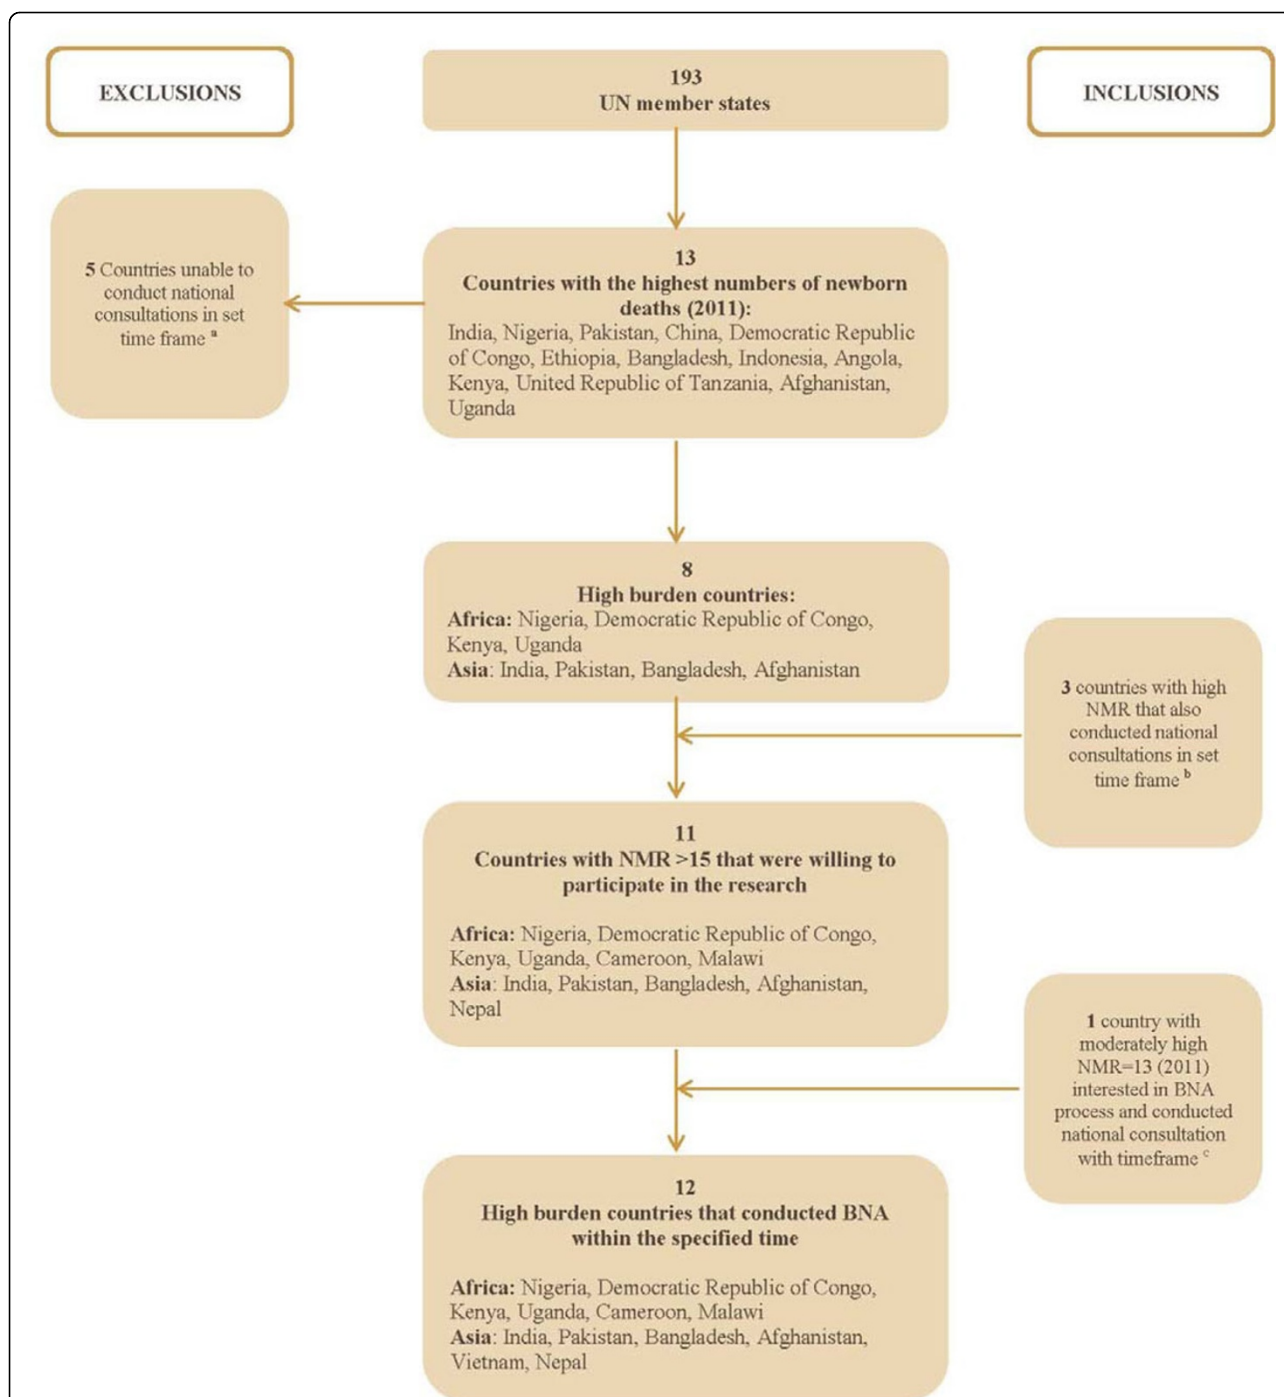 EXCLUSIONS
193
UN member states
INCLUSIONS
5 Countries unable to
conduct national
consultations in set
time frame a
13
Countries with the highest numbers of newborn
deaths (2011):
India, Nigeria, Pakistan, China, Democratic Republic
of Congo, Ethiopia, Bangladesh, Indonesia, Angola,
Kenya, United Republic of Tanzania, Afghanistan,
Uganda
8
High burden countries:
Africa: Nigeria, Democratic Republic of Congo,
Kenya, Uganda
Asia: India, Pakistan, Bangladesh, Afghanistan
3 countries with high
NMR that also
conducted national
consultations in set
time frame b
11
Countries with NMR >15 that were willing to
participate in the research
Africa: Nigeria, Democratic Republic of Congo,
Kenya, Uganda, Cameroon, Malawi
Asia: India, Pakistan, Bangladesh, Afghanistan,
Nepal
1 country with
moderately high
NMR=13 (2011)
interested in BNA
process and conducted
national consultation
with timeframe c
12
High burden countries that conducted BNA
within the specified time
Africa: Nigeria, Democratic Republic of Congo,
Kenya, Uganda, Cameroon, Malawi
Asia: India, Pakistan, Bangladesh, Afghanistan,
Vietnam, Nepal